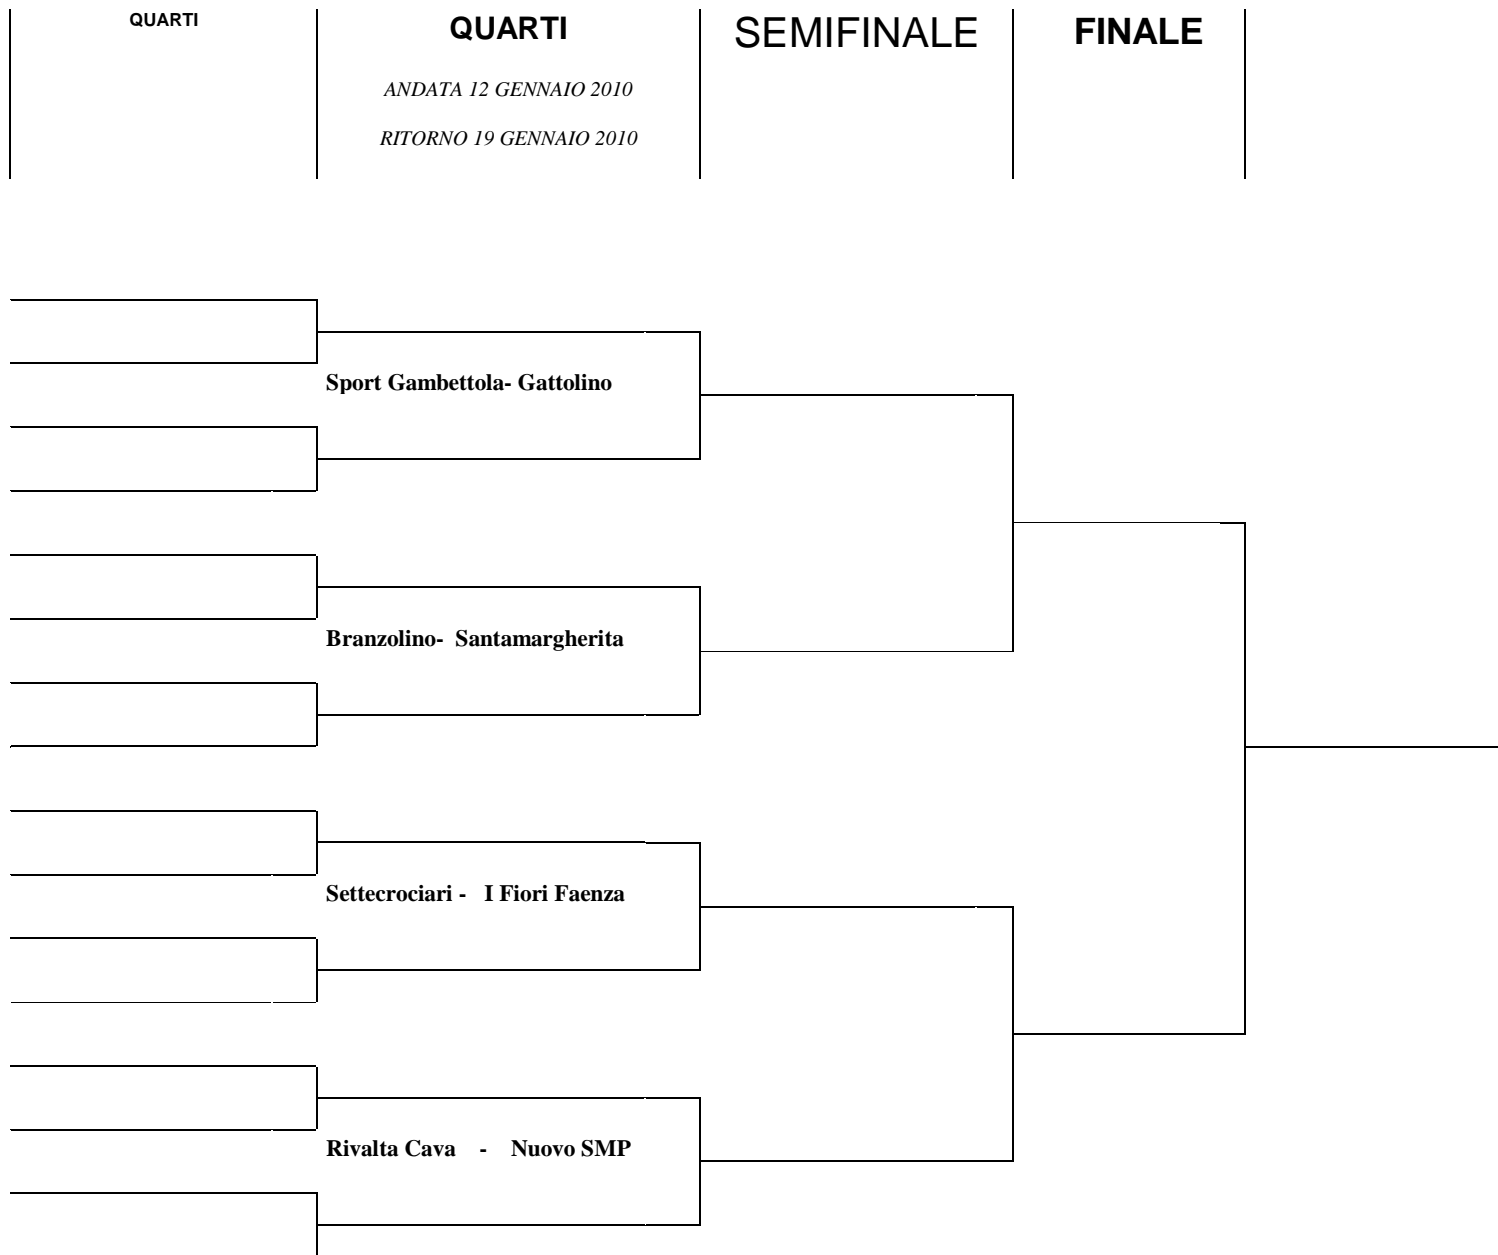 QUARTI
QUARTI
SEMIFINALE
FINALE
ANDATA 12 GENNAIO 2010
RITORNO 19 GENNAIO 2010
Sport Gambettola- Gattolino
Branzolino- Santamargherita
Settecrociari - I Fiori Faenza
Rivalta Cava - Nuovo SMP